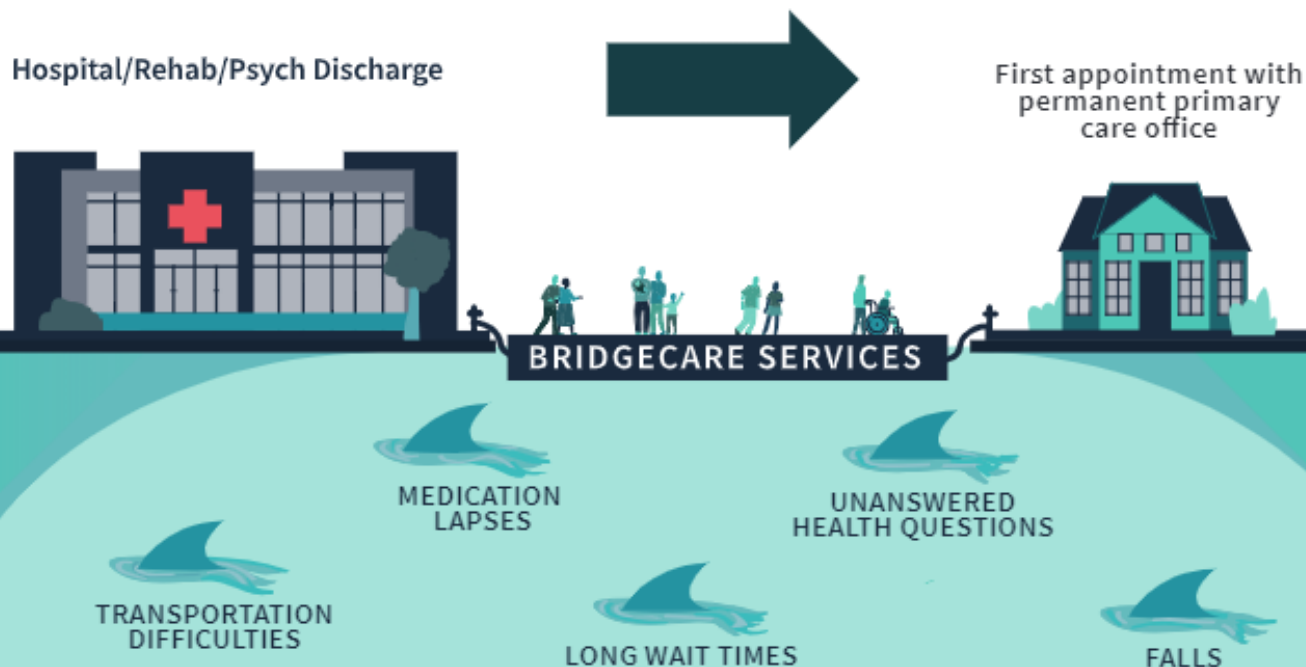 Hospital/Rehab/Psych Discharge
First appointment with
permanent primary
care office
BRIDGECARE SERVICES
MEDICATION
LAPSES
UNANSWERED
HEALTH QUESTIONS
TRANSPORTATION
DIFFICULTIES
LONG WAIT TIMES
FALLS